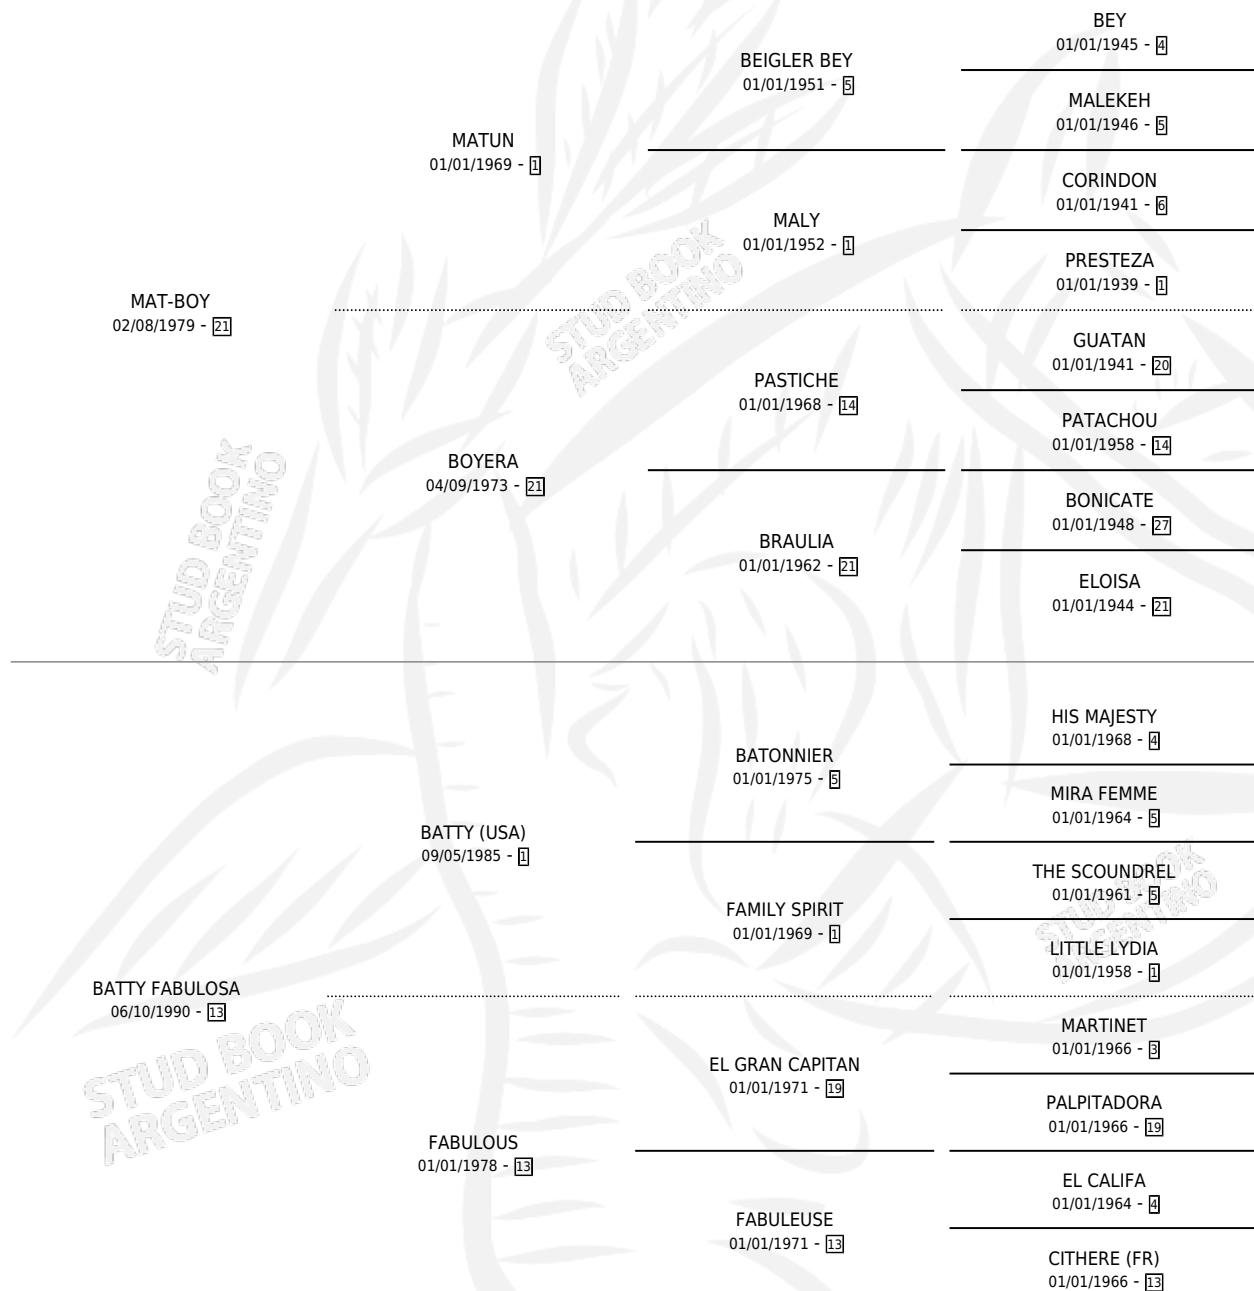 BEY
01/01/1945 - 4
BEIGLER BEY
01/01/1951 - 5
MALEKEH
01/01/1946 - 5
MATUN
01/01/1969 - 1
CORINDON
01/01/1941 - 6
MALY
01/01/1952 - 1
PRESTEZA
01/01/1939 - 1
MAT-BOY
02/08/1979 - 21
GUATAN
01/01/1941 - 20
PASTICHE
01/01/1968 - 14
PATACHOU
01/01/1958 - 14
BOYERA
04/09/1973 - 21
BONICATE
01/01/1948 - 27
BRAULIA
01/01/1962 - 21
ELOISA
01/01/1944 - 21
STUD BOOK
ARGENTINO
STUD BOOK
ARGENTINO
HIS MAJESTY
01/01/1968 - 4
BATONNIER
01/01/1975 - 5
MIRA FEMME
01/01/1964 - 5
BATTY (USA)
09/05/1985 - 1
THE SCOUNDREL
01/01/1961 - 5
FAMILY SPIRIT
01/01/1969 - 1
LITTLE LYDIA
01/01/1958 - 1
BATTY FABULOSA
06/10/1990 - 13
MARTINET
01/01/1966 - 3
EL GRAN CAPITAN
01/01/1971 - 19
PALPITADORA
01/01/1966 - 19
FABULOUS
01/01/1978 - 13
EL CALIFA
01/01/1964 - 4
FABULEUSE
01/01/1971 - 13
CITHERE (FR)
01/01/1966 - 13
STUD BOOK
ARGENTINO
STUD BOOK
ARGENTINO